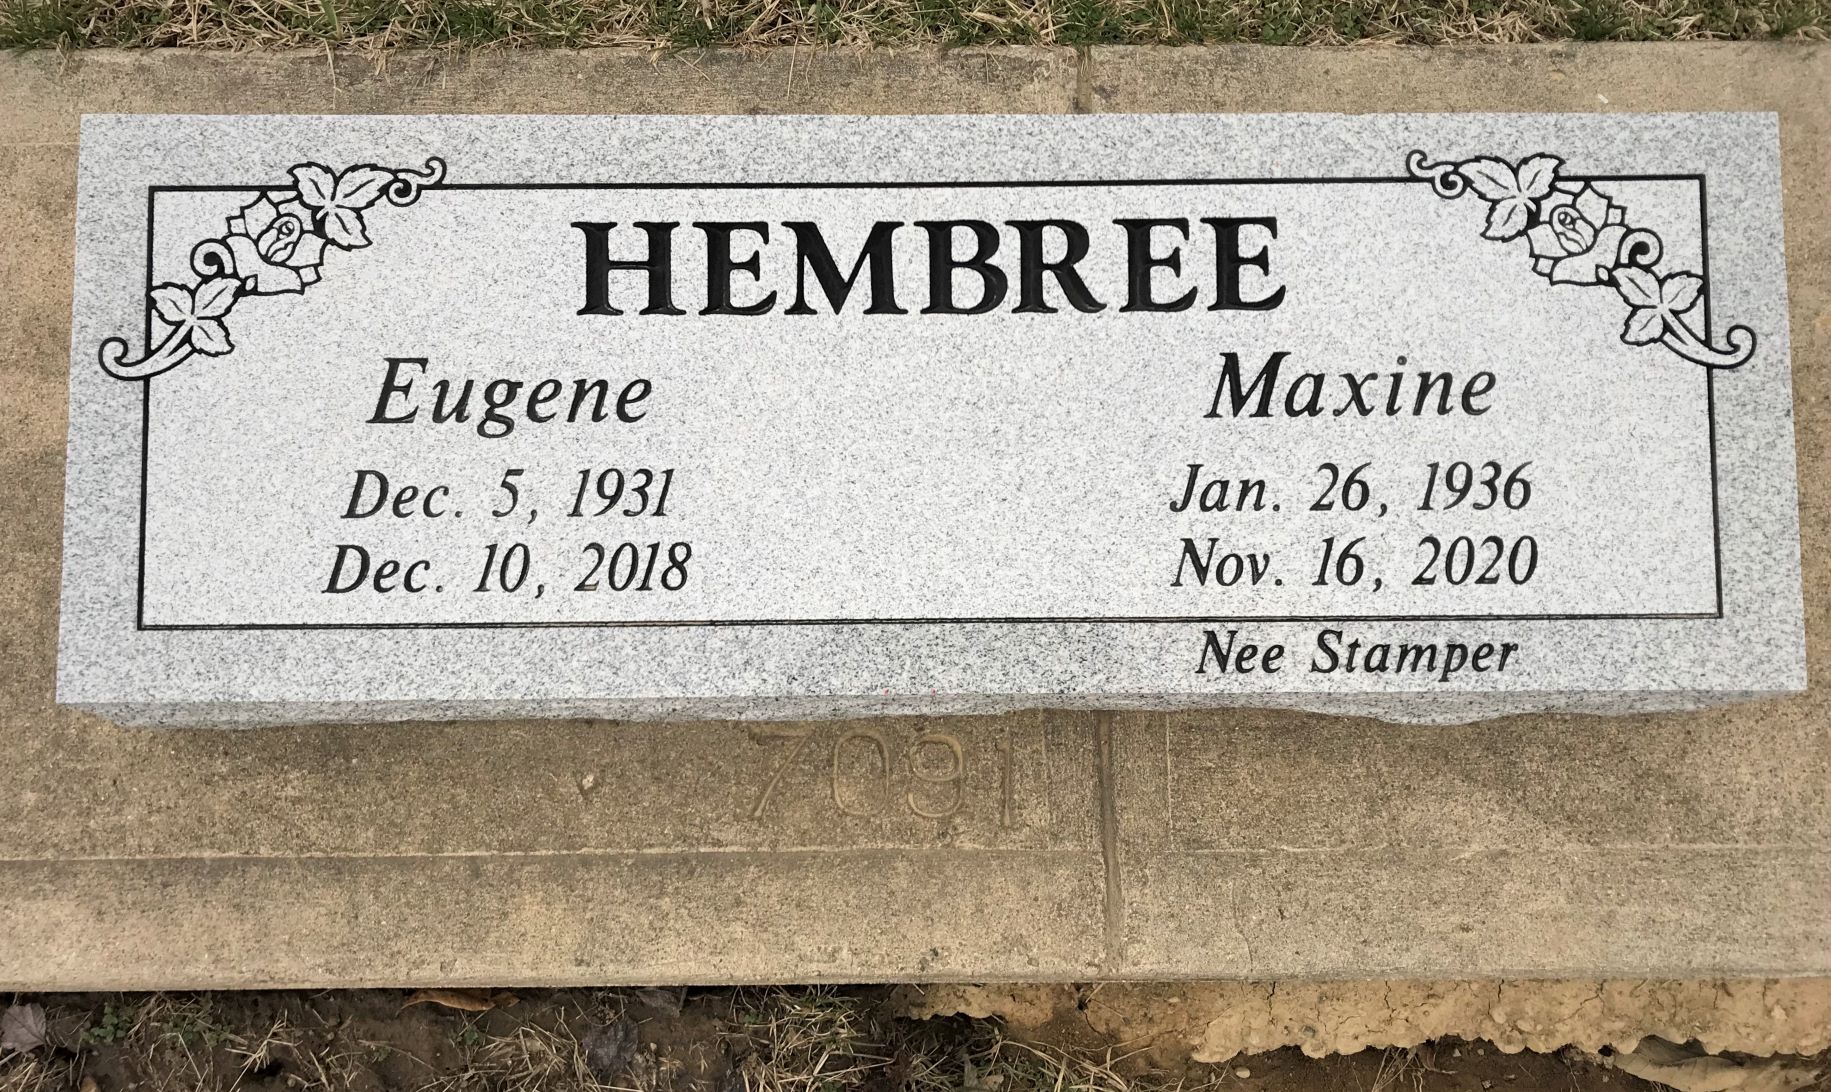 HEMBREE
Eugene
Dec. 5, 1931
Dec. 10, 2018
Maxine
Jan. 26, 1936
Nov. 16, 2020
Nee Stamper
7091